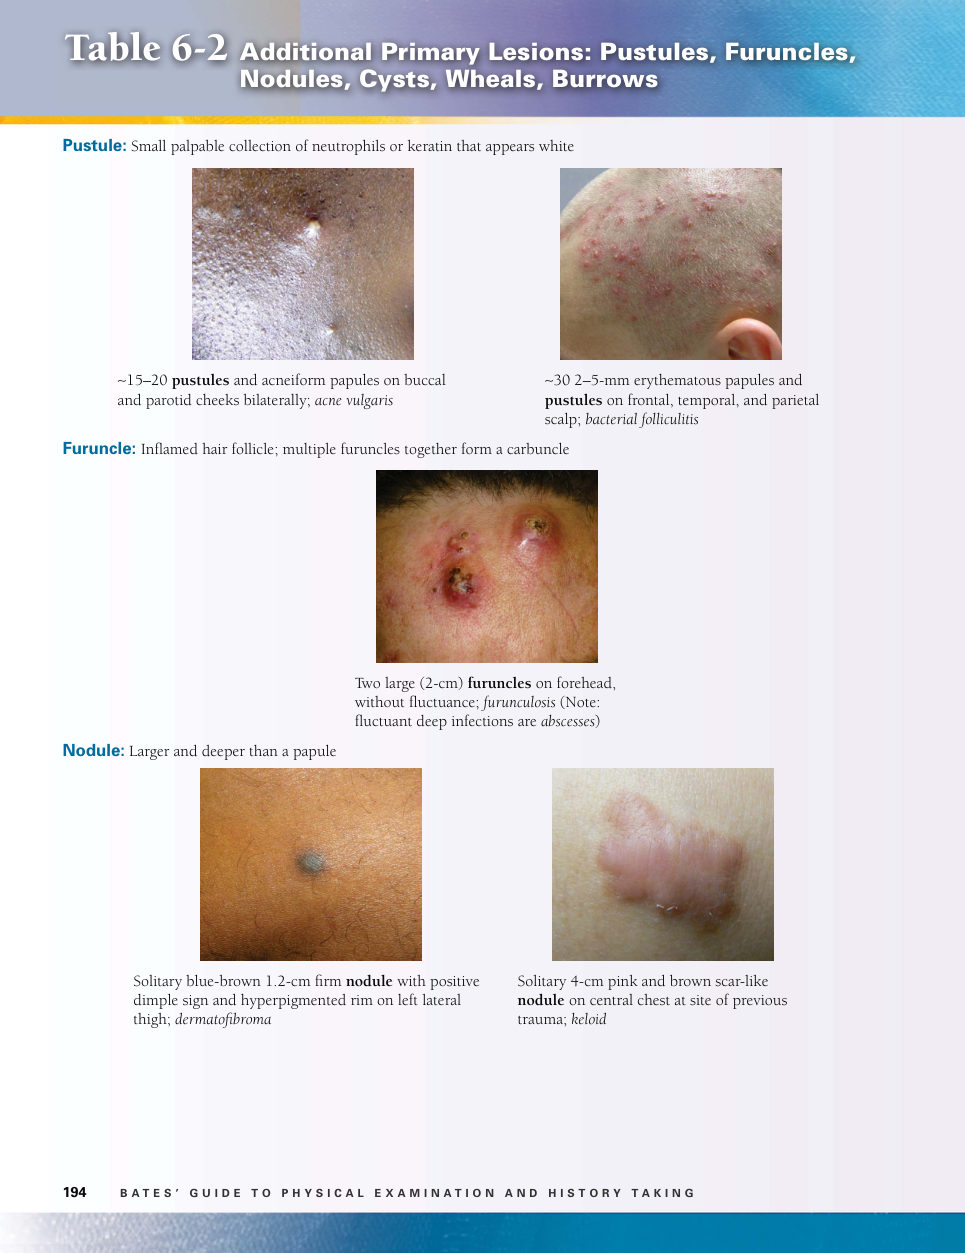 Table 6-2 Additional Primary Lesions: Pustules, Furuncles,
Nodules, Cysts, Wheals, Burrows
Pustule: Small palpable collection of neutrophils or keratin that appears white
~15–20 pustules and acneiform papules on buccal
and parotid cheeks bilaterally; acne vulgaris
~30 2–5-mm erythematous papules and
pustules on frontal, temporal, and parietal
scalp; bacterial folliculitis
Furuncle: Inflamed hair follicle; multiple furuncles together form a carbuncle
Two large (2-cm) furuncles on forehead,
without fluctuance; furunculosis (Note:
fluctuant deep infections are abscesses)
Nodule: Larger and deeper than a papule
Solitary blue-brown 1.2-cm firm nodule with positive
dimple sign and hyperpigmented rim on left lateral
thigh; dermatofibroma
Solitary 4-cm pink and brown scar-like
nodule on central chest at site of previous
trauma; keloid
194 BATES’ GUIDE TO PHYSICAL EXAMINATION AND HISTORY TAKING